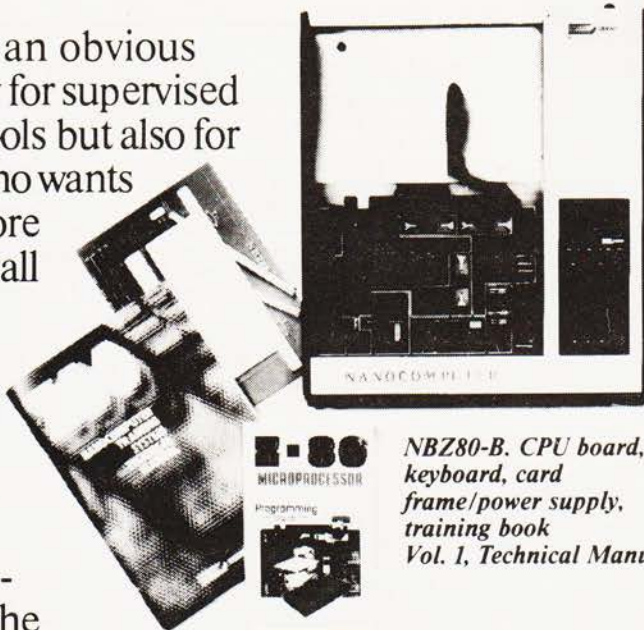 an obvious
for supervised
ols but also for
no wants
ore
all
NANOCOMPUTER
Z-80
MICROPROCESSOR
Programming
NBZ80-B. CPU board,
keyboard, card
frame/power supply,
training book
Vol. 1, Technical Manu
-
he